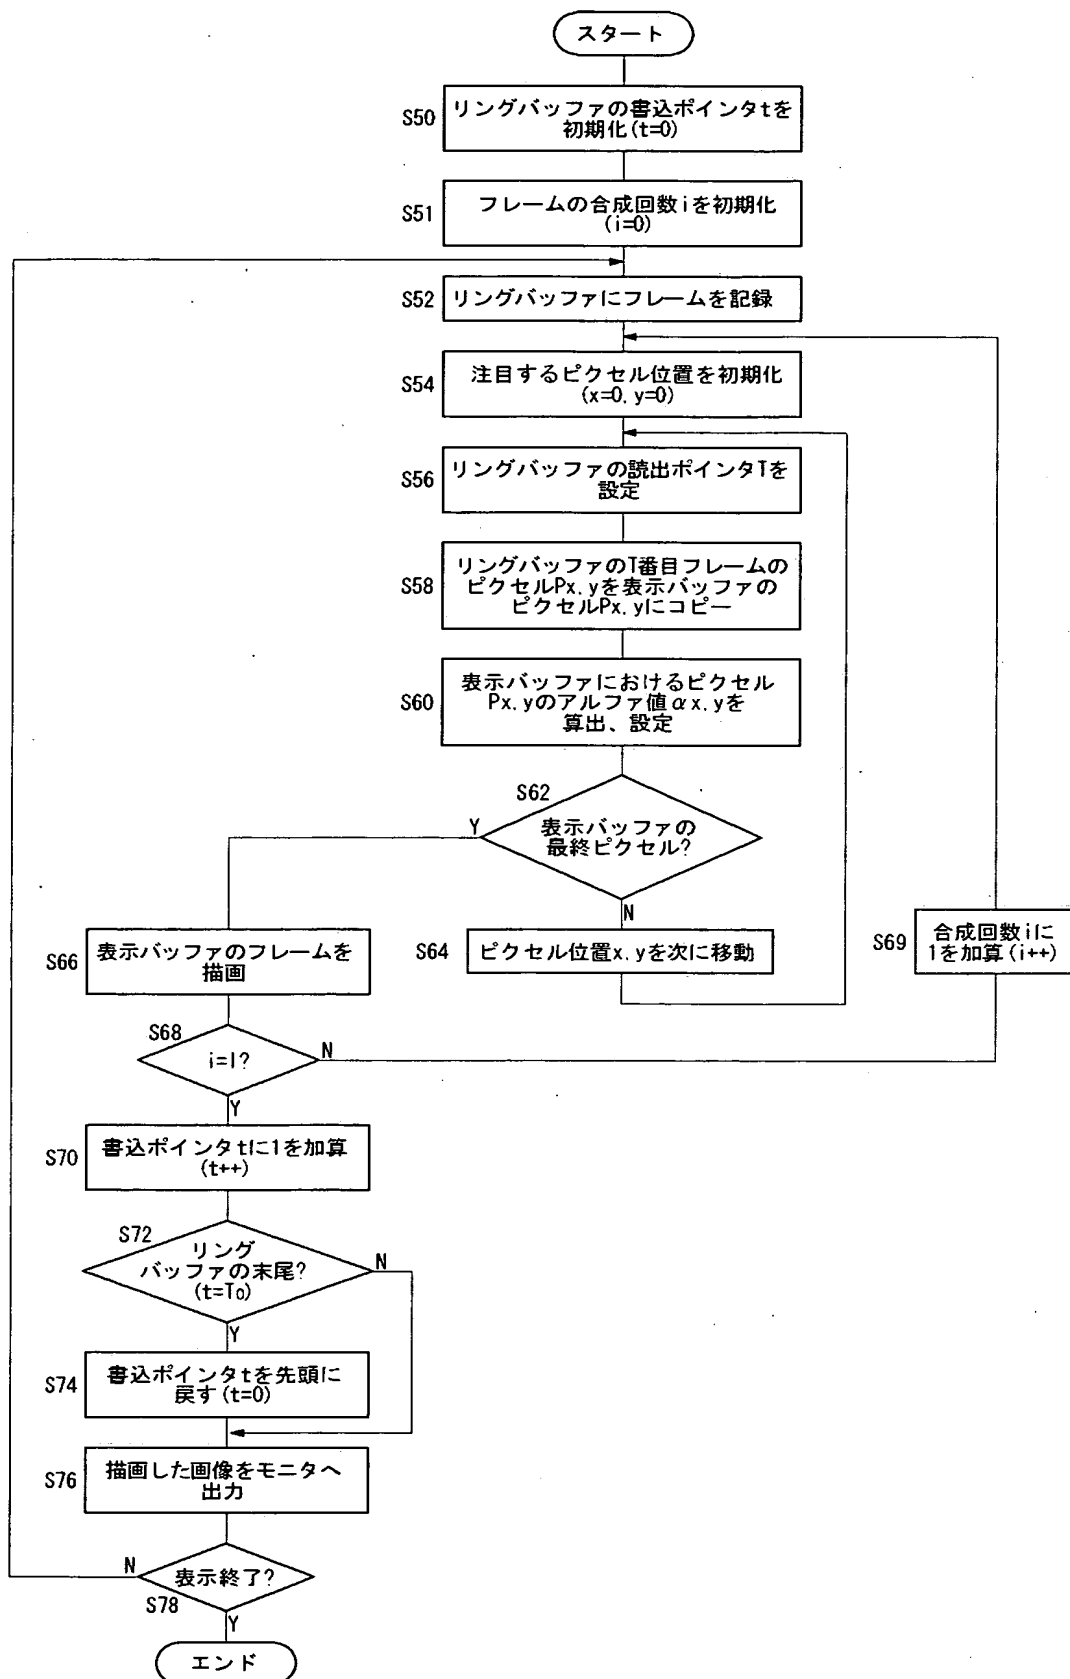 スタート
S50
リングバッファの書込ポインタtを
初期化(t=0)
S51
フレームの合成回数iを初期化
(i=0)
S52
リングバッファにフレームを記録
S54
注目するピクセル位置を初期化
(x=0, y=0)
S56
リングバッファの読出ポインタTを
設定
S58
リングバッファのT番目フレームの
ピクセルPx, yを表示バッファの
ピクセルPx, yにコピー
S60
表示バッファにおけるピクセル
Px, yのアルファ値αx, yを
算出、設定
S62
表示バッファの
最終ピクセル?
Y
N
S64
ピクセル位置x, yを次に移動
S69
合成回数iに
1を加算(i++)
S66
表示バッファのフレームを
描画
S68
i=I?
N
Y
S70
書込ポインタtに1を加算
(t++)
S72
リング
バッファの末尾?
(t=T₀)
N
Y
S74
書込ポインタtを先頭に
戻す(t=0)
S76
描画した画像をモニタへ
出力
N
表示終了?
S78
Y
エンド